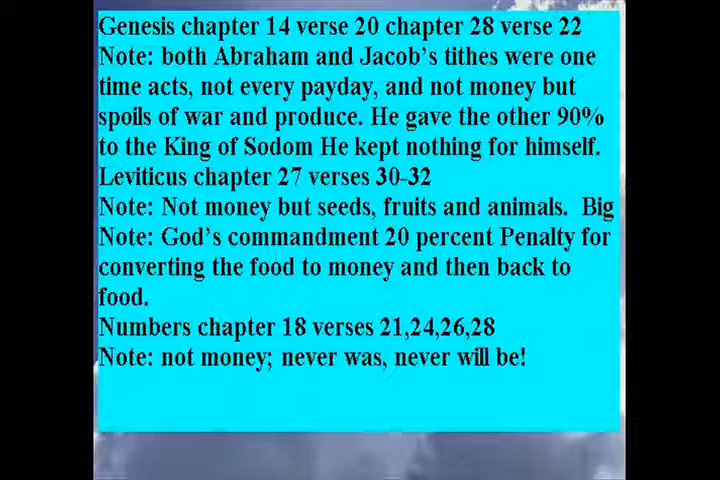 Genesis chapter 14 verse 20 chapter 28 verse 22
Note: both Abraham and Jacob's tithes were one
time acts, not every payday, and not money but
spoils of war and produce. He gave the other 90%
to the King of Sodom He kept nothing for himself.
Leviticus chapter 27 verses 30-32
Note: Not money but seeds, fruits and animals.  Big
Note: God's commandment 20 percent Penalty for
converting the food to money and then back to
food.
Numbers chapter 18 verses 21,24,26,28
Note: not money; never was, never will be!